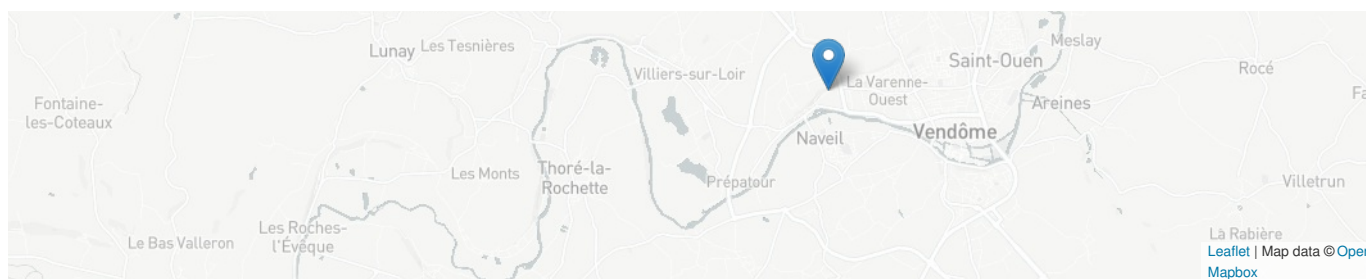 Meslay
Lunay
Les Tesnières
Saint-Ouen
Rocé
Villiers-sur-Loir
La Varenne-
Ouest
Fontaine-
les-Coteaux
Fa
Areines
Vendôme
Naveil
Thoré-la-
Rochette
Les Monts
Prépatour
Villetrun
Les Roches-
l'Évêque
Le Bas Valleron
La Rabière
Leaflet | Map data © Open
Mapbox